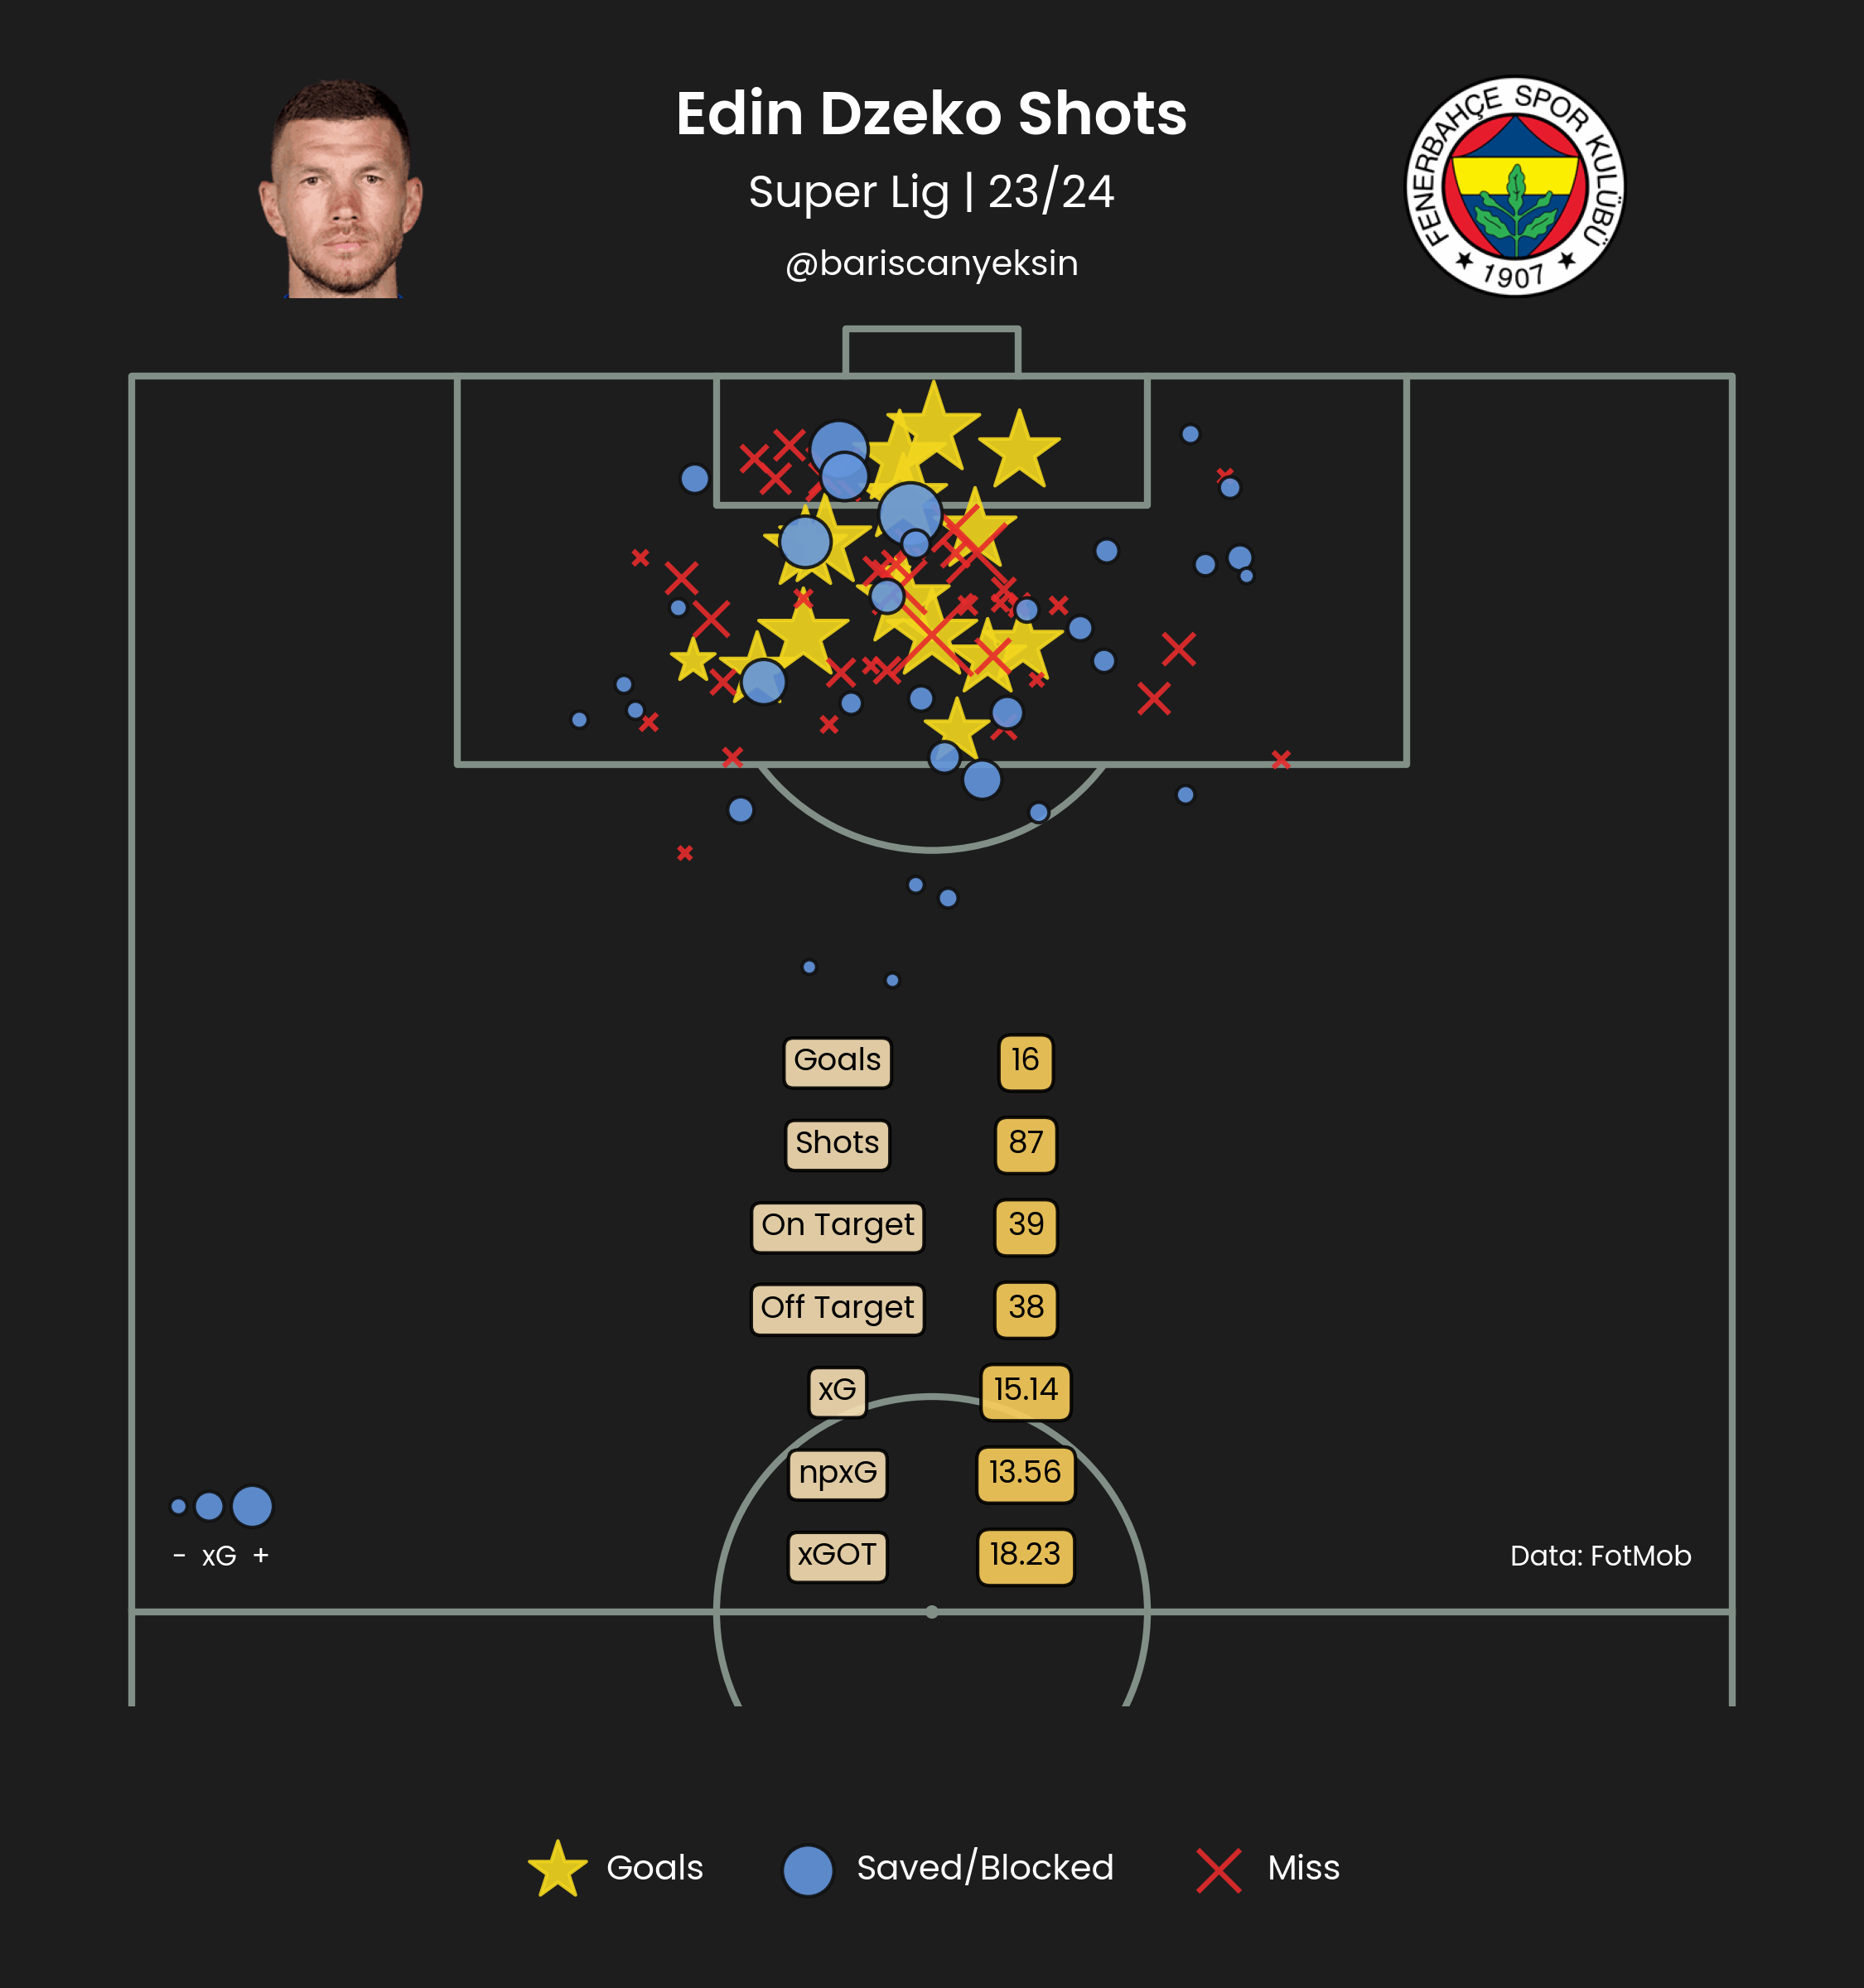 Edin Dzeko Shots
Super Lig | 23/24
@bariscanyeksin
FENERBAHÇE SPOR KULÜBÜ
★ 1907 ★
Goals 16
Shots 87
On Target 39
Off Target 38
xG 15.14
npxG 13.56
xGOT 18.23
- xG +
Data: FotMob
Goals Saved/Blocked Miss